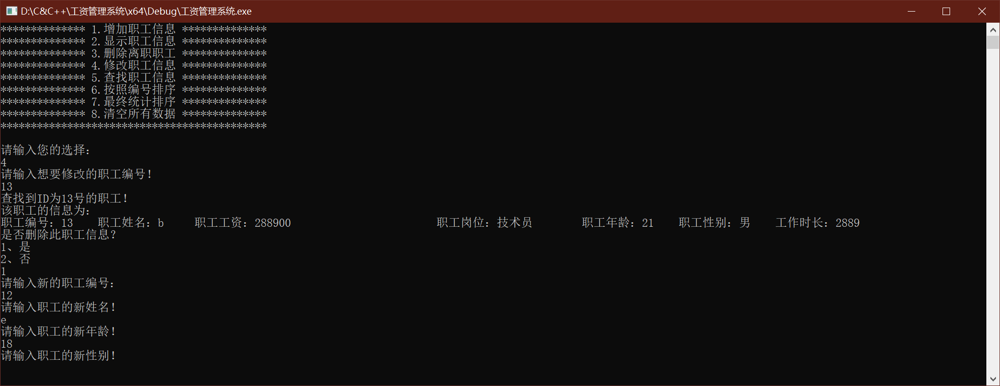 D:\C&C++\工资管理系统\x64\Debug\工资管理系统.exe
************** 1.增加职工信息 **************
************** 2.显示职工信息 **************
************** 3.删除离职职工 **************
************** 4.修改职工信息 **************
************** 5.查找职工信息 **************
************** 6.按照编号排序 **************
************** 7.最终统计排序 **************
************** 8.清空所有数据 **************
********************************************
请输入您的选择：
4
请输入想要修改的职工编号！
13
查找到ID为13号的职工！
该职工的信息为：
职工编号：13    职工姓名：b     职工工资：288900                        职工岗位：技术员        职工年龄：21    职工性别：男    工作时长：2889
是否删除此职工信息？
1、是
2、否
1
请输入新的职工编号：
12
请输入职工的新姓名！
e
请输入职工的新年龄！
18
请输入职工的新性别！